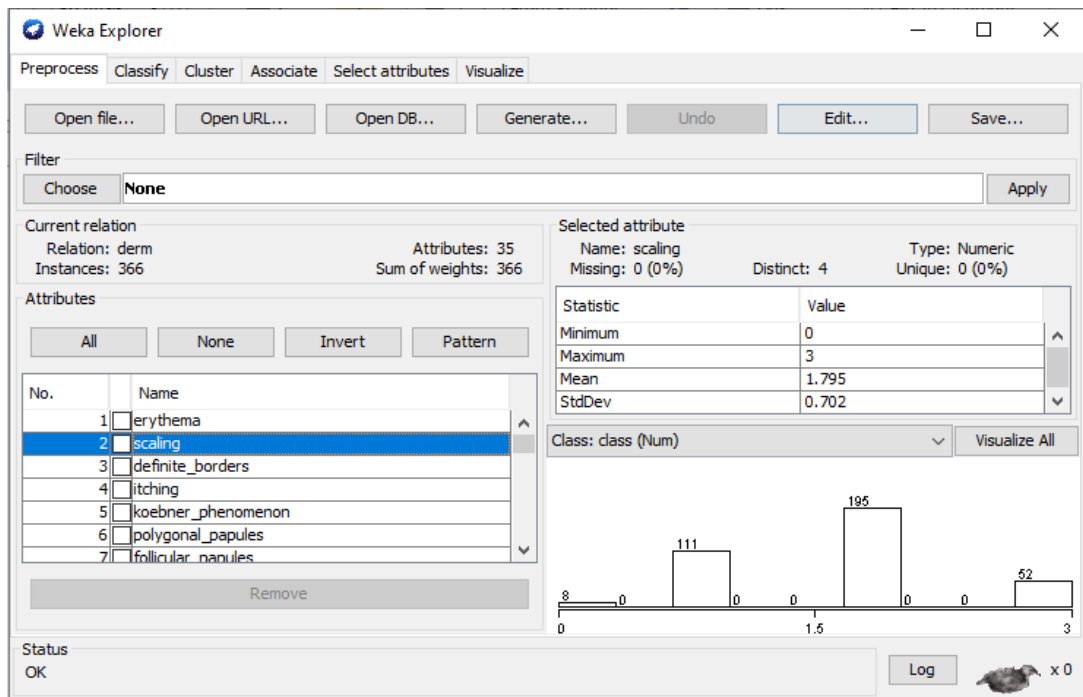 Weka Explorer
Preprocess Classify Cluster Associate Select attributes Visualize
Open file... Open URL... Open DB... Generate... Undo Edit... Save...
Filter
Choose None Apply
Current relation
Relation: derm Attributes: 35
Instances: 366 Sum of weights: 366
Selected attribute
Name: scaling Type: Numeric
Missing: 0 (0%) Distinct: 4 Unique: 0 (0%)
Statistic Value
Minimum 0
Maximum 3
Mean 1.795
StdDev 0.702
Attributes
All None Invert Pattern
No. Name
1 erythema
2 scaling
3 definite_borders
4 itching
5 koebner_phenomenon
6 polygonal_papules
7 follicular_papules
Remove
Class: class (Num) Visualize All
8 0 111 0 0 195 0 0 52
0 1.5 3
Status
OK
Log x 0